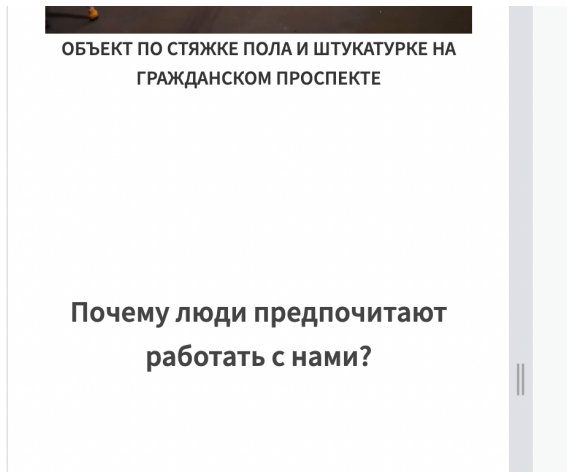 ОБЪЕКТ ПО СТЯЖКЕ ПОЛА И ШТУКАТУРКЕ НА
ГРАЖДАНСКОМ ПРОСПЕКТЕ
Почему люди предпочитают
работать с нами?